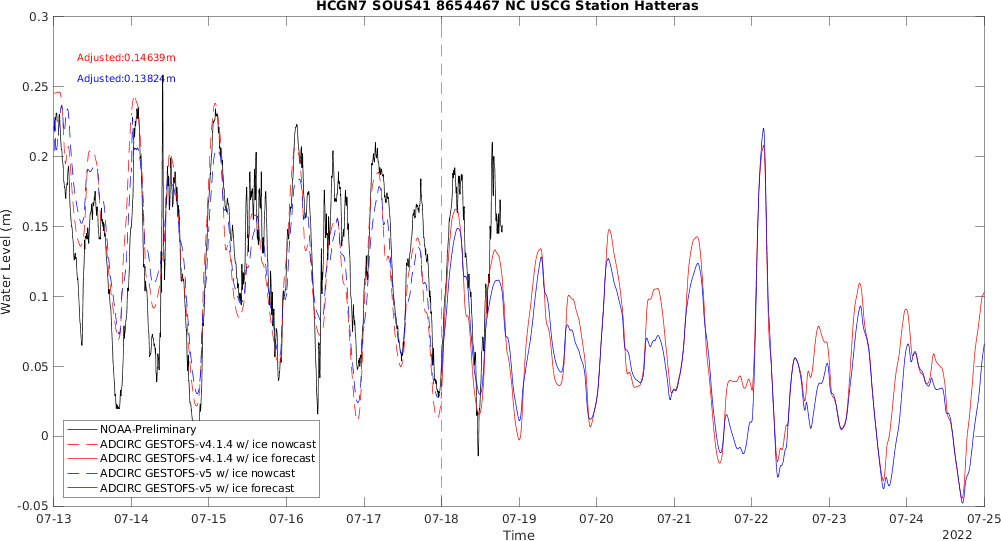 HCGN7 SOUS41 8654467 NC USCG Station Hatteras
Adjusted:0.14639m
Adjusted:0.13824m
Water Level (m)
0.3
0.25
0.2
0.15
0.1
0.05
0
-0.05
NOAA-Preliminary
ADCIRC GESTOFS-v4.1.4 w/ ice nowcast
ADCIRC GESTOFS-v4.1.4 w/ ice forecast
ADCIRC GESTOFS-v5 w/ ice nowcast
ADCIRC GESTOFS-v5 w/ ice forecast
07-13 07-14 07-15 07-16 07-17 07-18 07-19 07-20 07-21 07-22 07-23 07-24 07-25
Time
2022